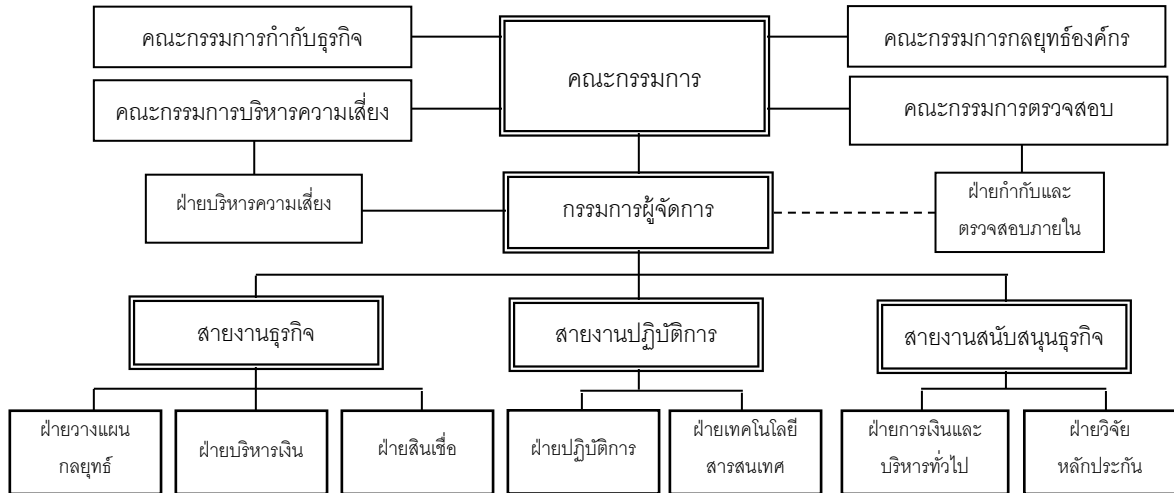 คณะกรรมการกำกับธุรกิจ
คณะกรรมการ
คณะกรรมการกลยุทธ์องค์กร
คณะกรรมการบริหารความเสี่ยง
คณะกรรมการตรวจสอบ
ฝ่ายบริหารความเสี่ยง
กรรมการผู้จัดการ
ฝ่ายกำกับและ
ตรวจสอบภายใน
สายงานธุรกิจ
สายงานปฏิบัติการ
สายงานสนับสนุนธุรกิจ
ฝ่ายวางแผน
กลยุทธ์
ฝ่ายบริหารเงิน
ฝ่ายสินเชื่อ
ฝ่ายปฏิบัติการ
ฝ่ายเทคโนโลยี
สารสนเทศ
ฝ่ายการเงินและ
บริหารทั่วไป
ฝ่ายวิจัย
หลักประกัน